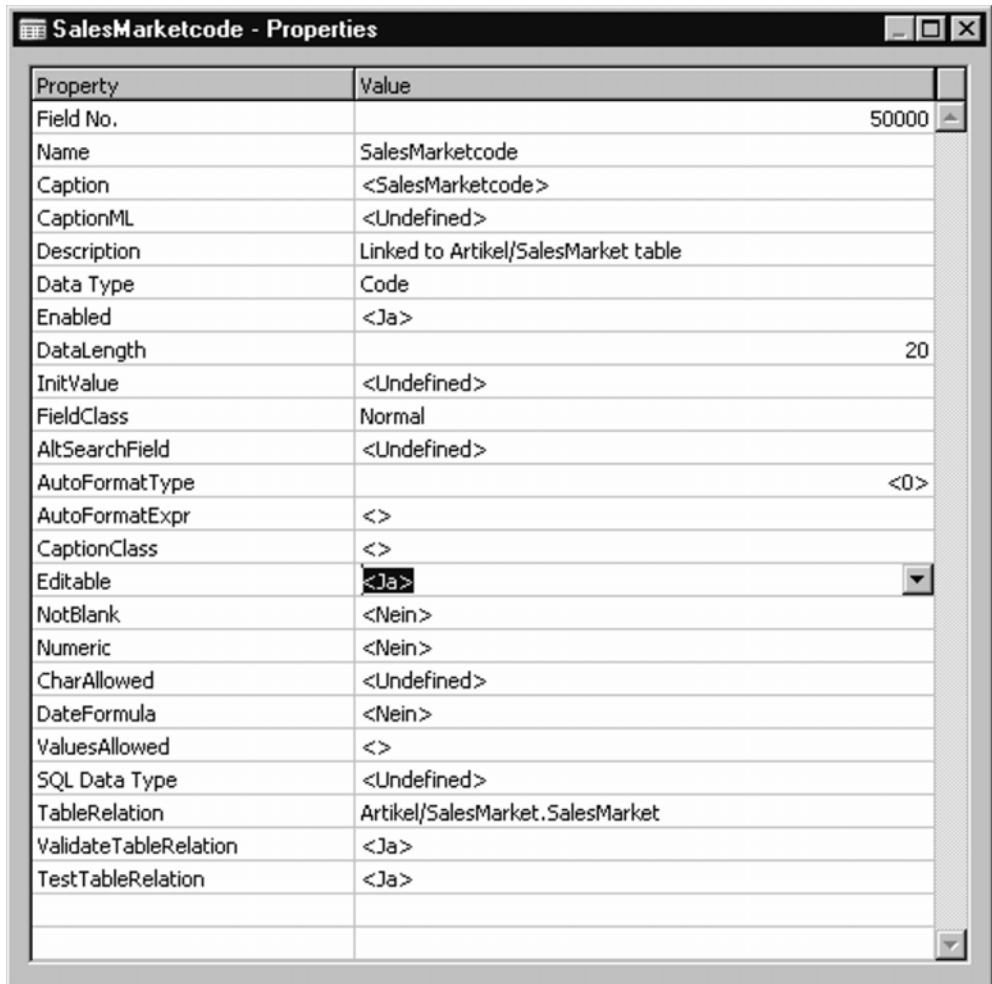 SalesMarketcode - Properties
Property Value
Field No. 50000
Name SalesMarketcode
Caption <SalesMarketcode>
CaptionML <Undefined>
Description Linked to Artikel/SalesMarket table
Data Type Code
Enabled <Ja>
DataLength 20
InitValue <Undefined>
FieldClass Normal
AltSearchField <Undefined>
AutoFormatType <0>
AutoFormatExpr <>
CaptionClass <>
Editable <Ja>
NotBlank <Nein>
Numeric <Nein>
CharAllowed <Undefined>
DateFormula <Nein>
ValuesAllowed <>
SQL Data Type <Undefined>
TableRelation Artikel/SalesMarket.SalesMarket
ValidateTableRelation <Ja>
TestTableRelation <Ja>